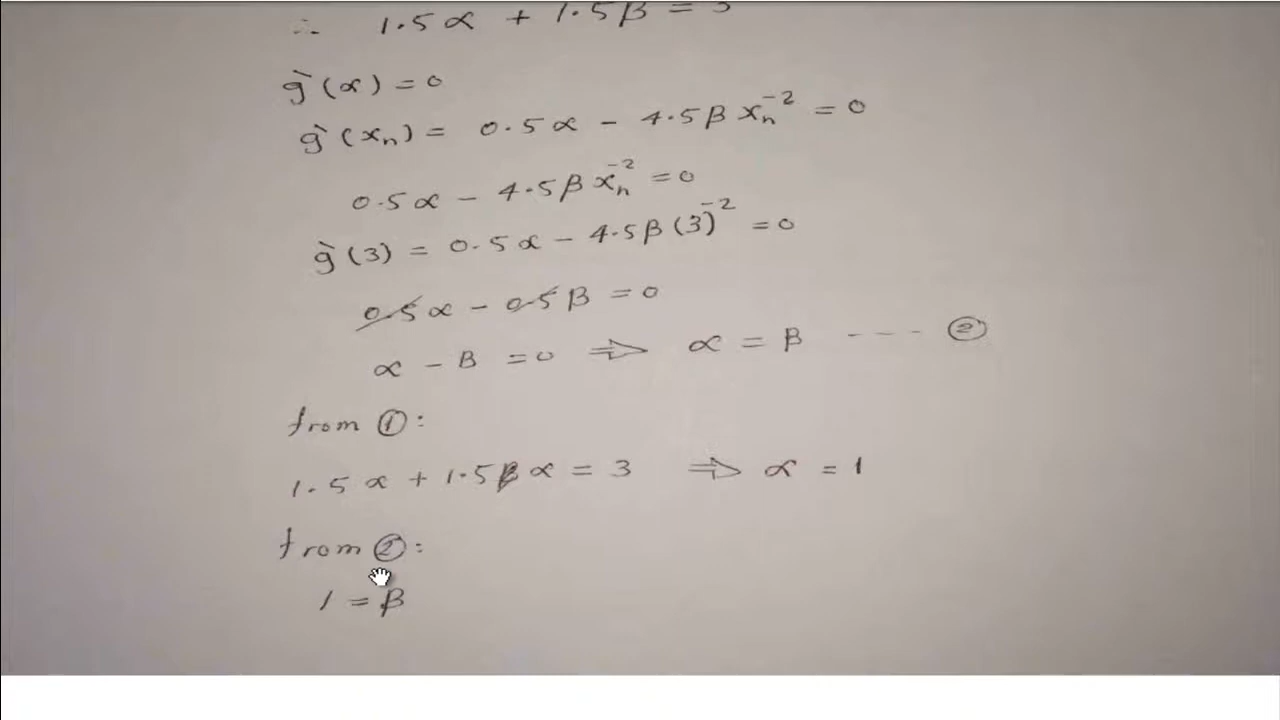 ∴ 1.5α + 1.5β = 3
g̀(α) = 0
g̀(xₙ) = 0.5α − 4.5β xₙ⁻² = 0
0.5α − 4.5β xₙ⁻² = 0
g̀(3) = 0.5α − 4.5β(3)⁻² = 0
0.5α − 0.5β = 0
α − β = 0 ⇒ α = β ---- ②
from ①:
1.5α + 1.5α = 3 ⇒ α = 1
from ②:
1 = β